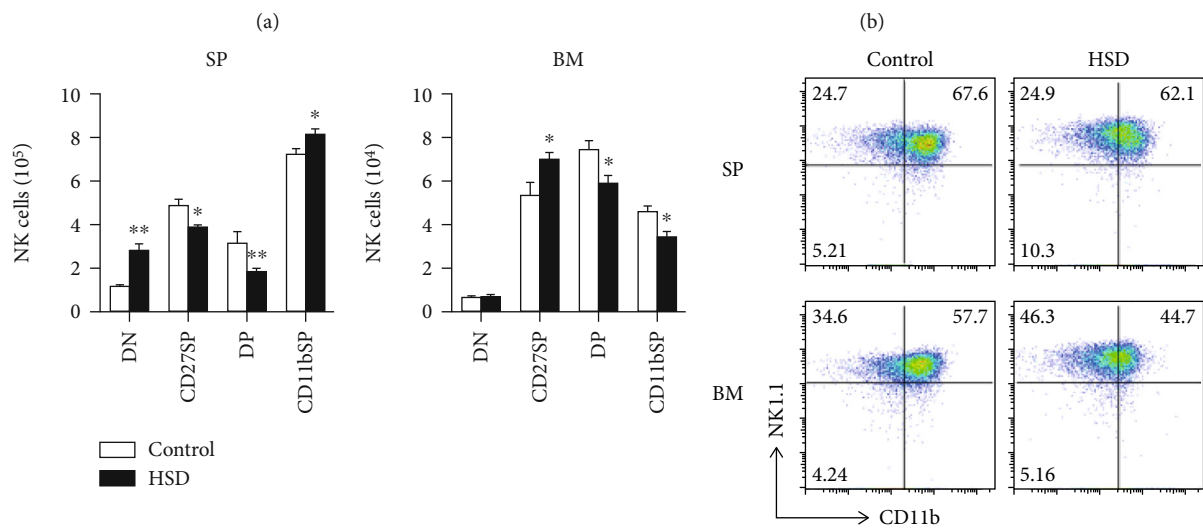 (a)
SP
NK cells (10⁵)
10
8
6
4
2
0
**
*
**
*
DN
CD27SP
DP
CD11bSP
BM
NK cells (10⁴)
10
8
6
4
2
0
*
*
*
DN
CD27SP
DP
CD11bSP
Control
HSD
(b)
Control
HSD
SP
24.7 67.6
5.21
24.9 62.1
10.3
BM
34.6 57.7
4.24
46.3 44.7
5.16
NK1.1
CD11b